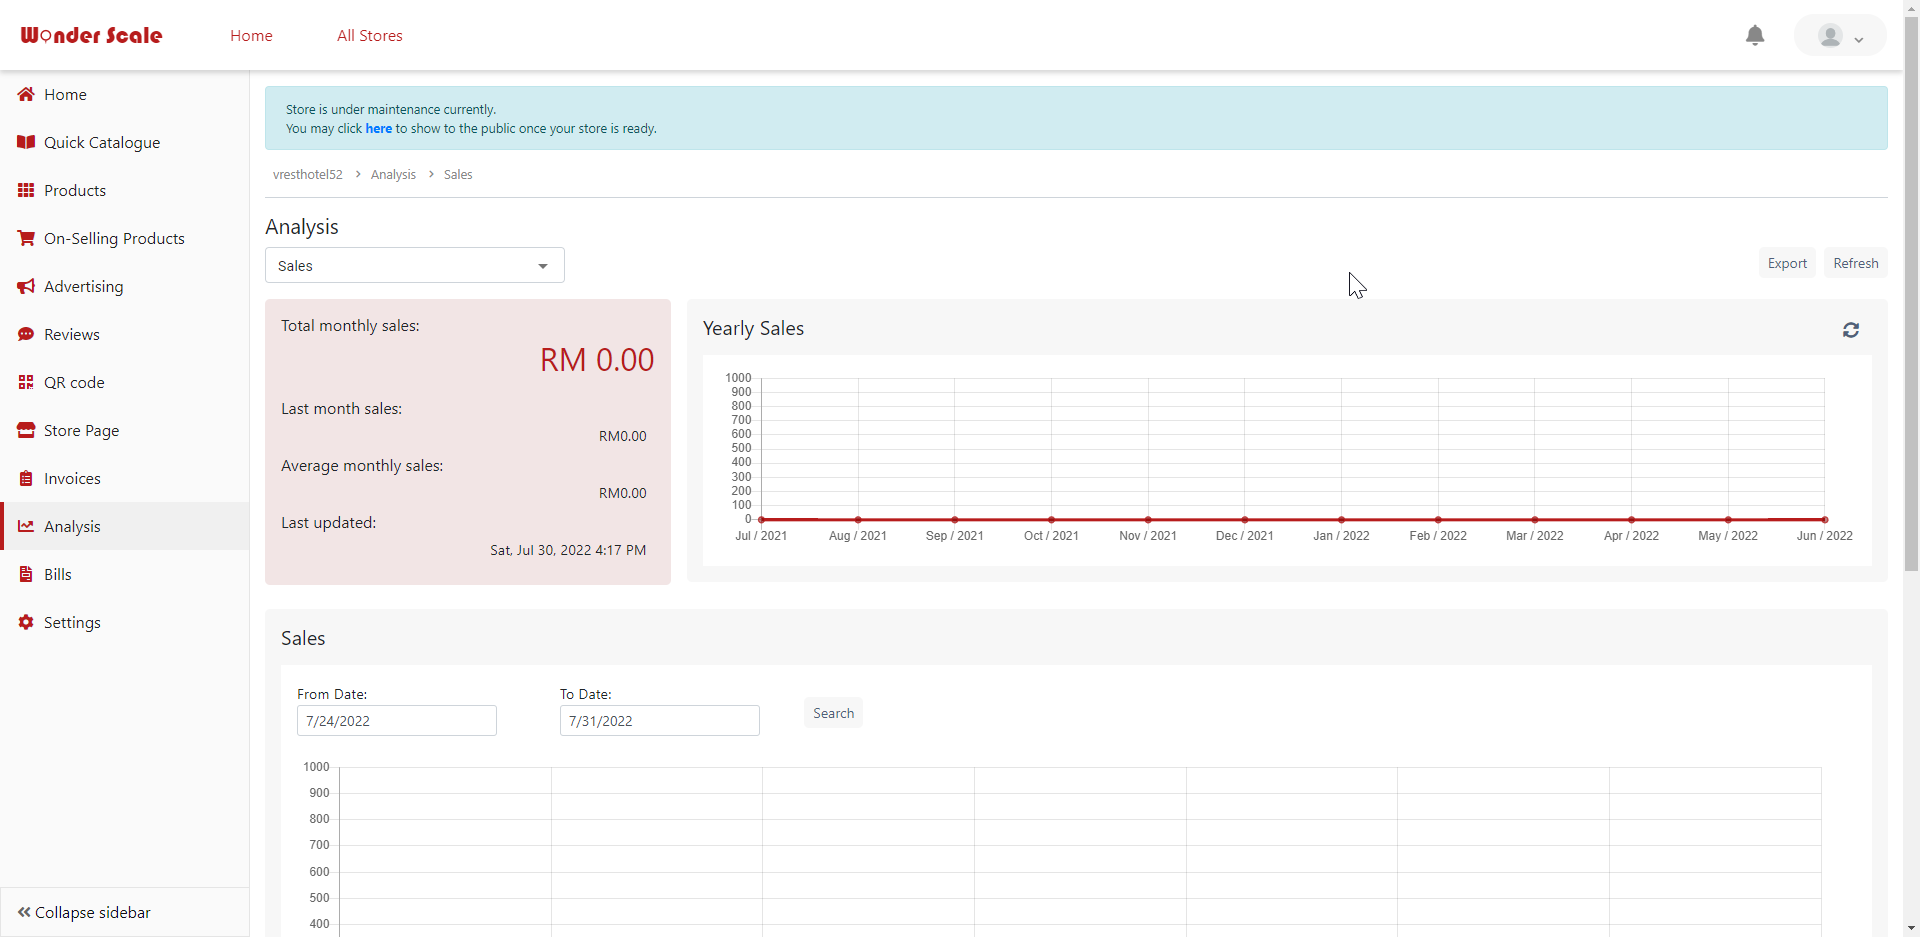 Wonder Scale
Home
All Stores
Home
Quick Catalogue
Products
On-Selling Products
Advertising
Reviews
QR code
Store Page
Invoices
Analysis
Bills
Settings
Collapse sidebar
Store is under maintenance currently.
You may click here to show to the public once your store is ready.
vresthotel52 > Analysis > Sales
Analysis
Sales
Export
Refresh
Total monthly sales:
RM 0.00
Last month sales:
RM0.00
Average monthly sales:
RM0.00
Last updated:
Sat, Jul 30, 2022 4:17 PM
Yearly Sales
1000
900
800
700
600
500
400
300
200
100
0
Jul / 2021 Aug / 2021 Sep / 2021 Oct / 2021 Nov / 2021 Dec / 2021 Jan / 2022 Feb / 2022 Mar / 2022 Apr / 2022 May / 2022 Jun / 2022
Sales
From Date:
7/24/2022
To Date:
7/31/2022
Search
1000
900
800
700
600
500
400